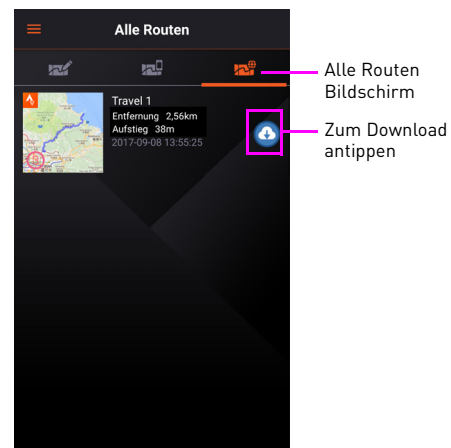 Alle Routen
Travel 1
Entfernung 2,56km
Aufstieg 38m
2017-09-08 13:55:25
Alle Routen
Bildschirm
Zum Download
antippen